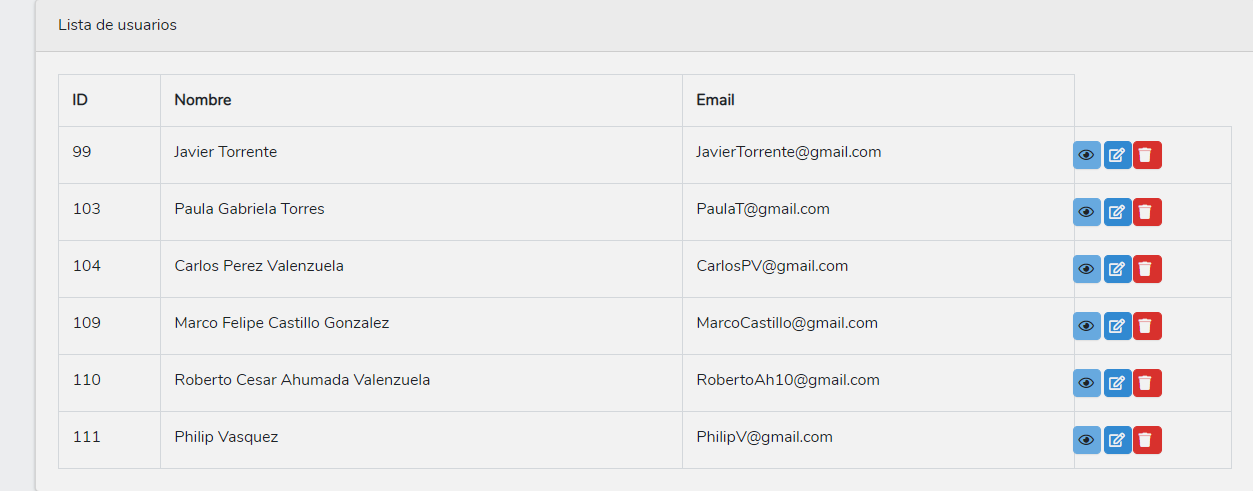 Lista de usuarios
ID Nombre Email
99 Javier Torrente JavierTorrente@gmail.com
103 Paula Gabriela Torres PaulaT@gmail.com
104 Carlos Perez Valenzuela CarlosPV@gmail.com
109 Marco Felipe Castillo Gonzalez MarcoCastillo@gmail.com
110 Roberto Cesar Ahumada Valenzuela RobertoAh10@gmail.com
111 Philip Vasquez PhilipV@gmail.com